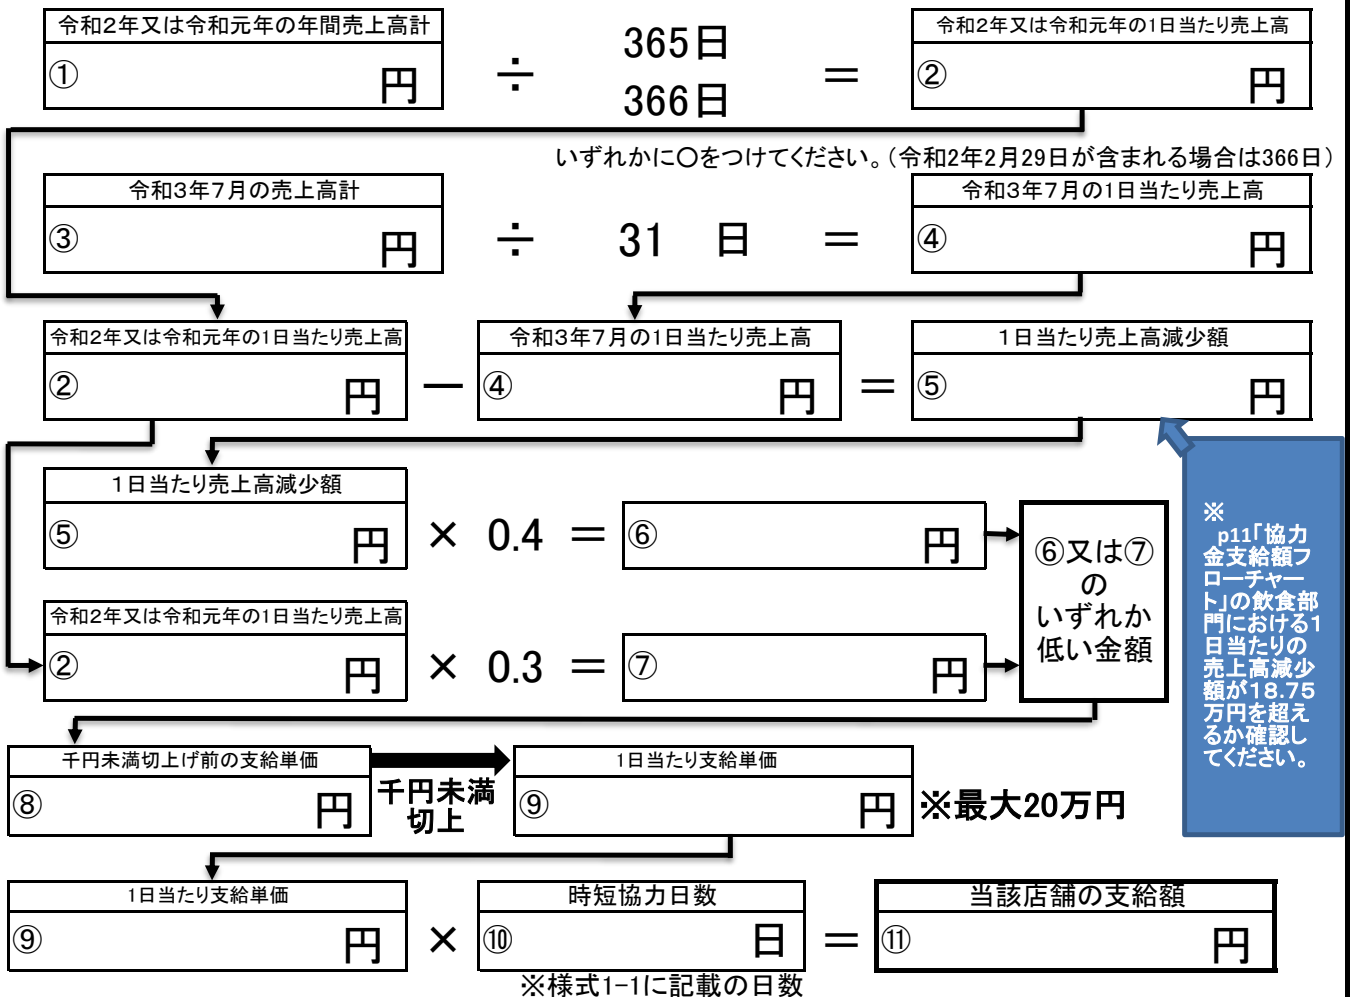 令和2年又は令和元年の年間売上高計
① 円
÷
365日
366日
＝
令和2年又は令和元年の1日当たり売上高
② 円
いずれかに〇をつけてください。（令和2年2月29日が含まれる場合は366日）
令和3年7月の売上高計
③ 円
÷ 31 日 ＝
令和3年7月の1日当たり売上高
④ 円
令和2年又は令和元年の1日当たり売上高
② 円
－
令和3年7月の1日当たり売上高
④ 円
＝
1日当たり売上高減少額
⑤ 円
1日当たり売上高減少額
⑤ 円
× 0.4 ＝
⑥ 円
令和2年又は令和元年の1日当たり売上高
② 円
× 0.3 ＝
⑦ 円
⑥又は⑦
の
いずれか
低い金額
※
p11「協力
金支給額フ
ローチャー
ト」の飲食部
門における1
日当たりの
売上高減少
額が18.75
万円を超え
るか確認し
てください。
千円未満切上げ前の支給単価
⑧ 円
千円未満
切上
1日当たり支給単価
⑨ 円
※最大20万円
1日当たり支給単価
⑨ 円
×
時短協力日数
⑩ 日
＝
当該店舗の支給額
⑪ 円
※様式1-1に記載の日数